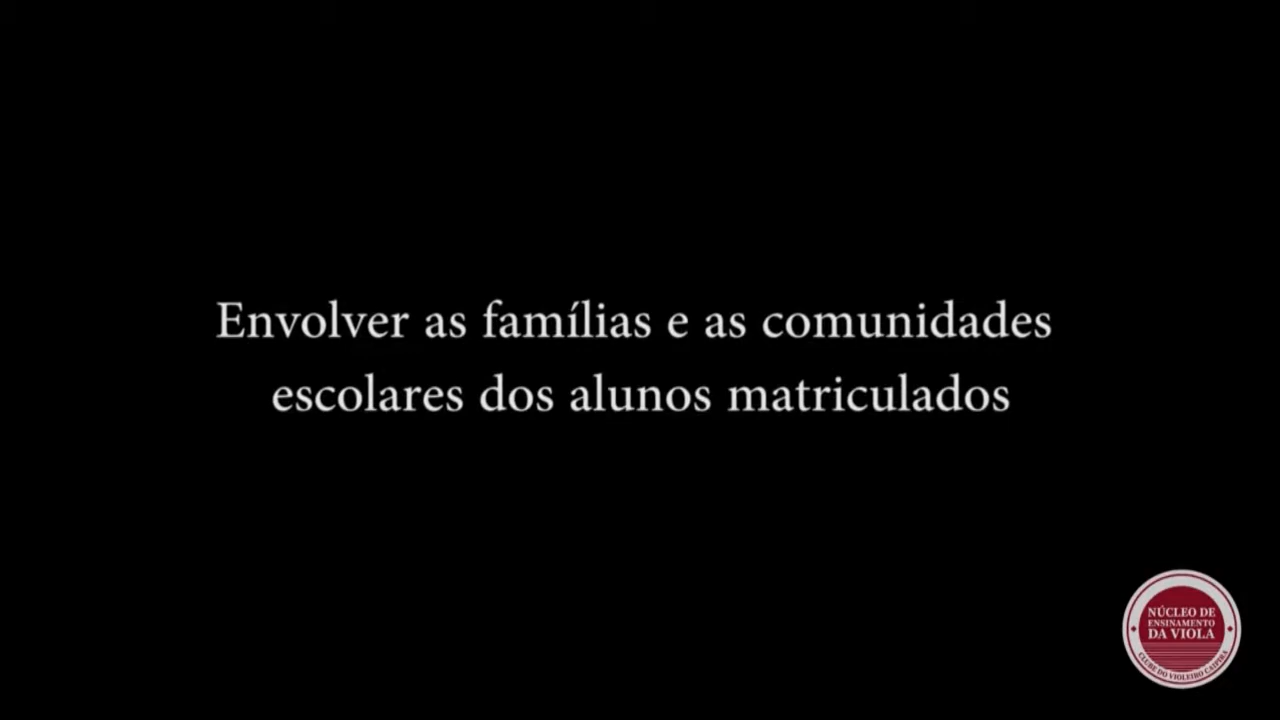 Envolver as famílias e as comunidades
escolares dos alunos matriculados
NÚCLEO DE
ENSINAMENTO
DA VIOLA
CLUBE DO VIOLEIRO CAIPIRA